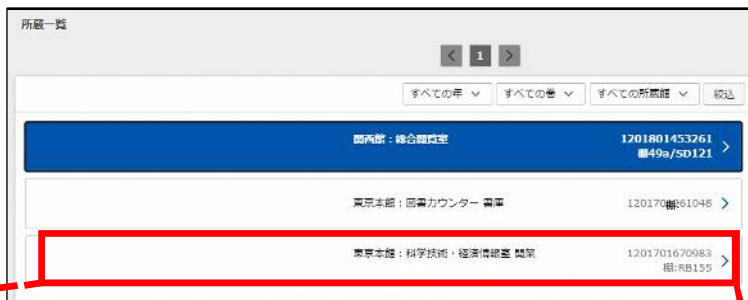 所蔵一覧
< 1 >
すべての年 すべての巻 すべての所蔵館 絞込
関西館：総合閲覧室 1201801453261
棚49a/SD121
東京本館：図書カウンター 書庫
東京本館：科学技術・経済情報室 開架 1201701670983
棚:RB155